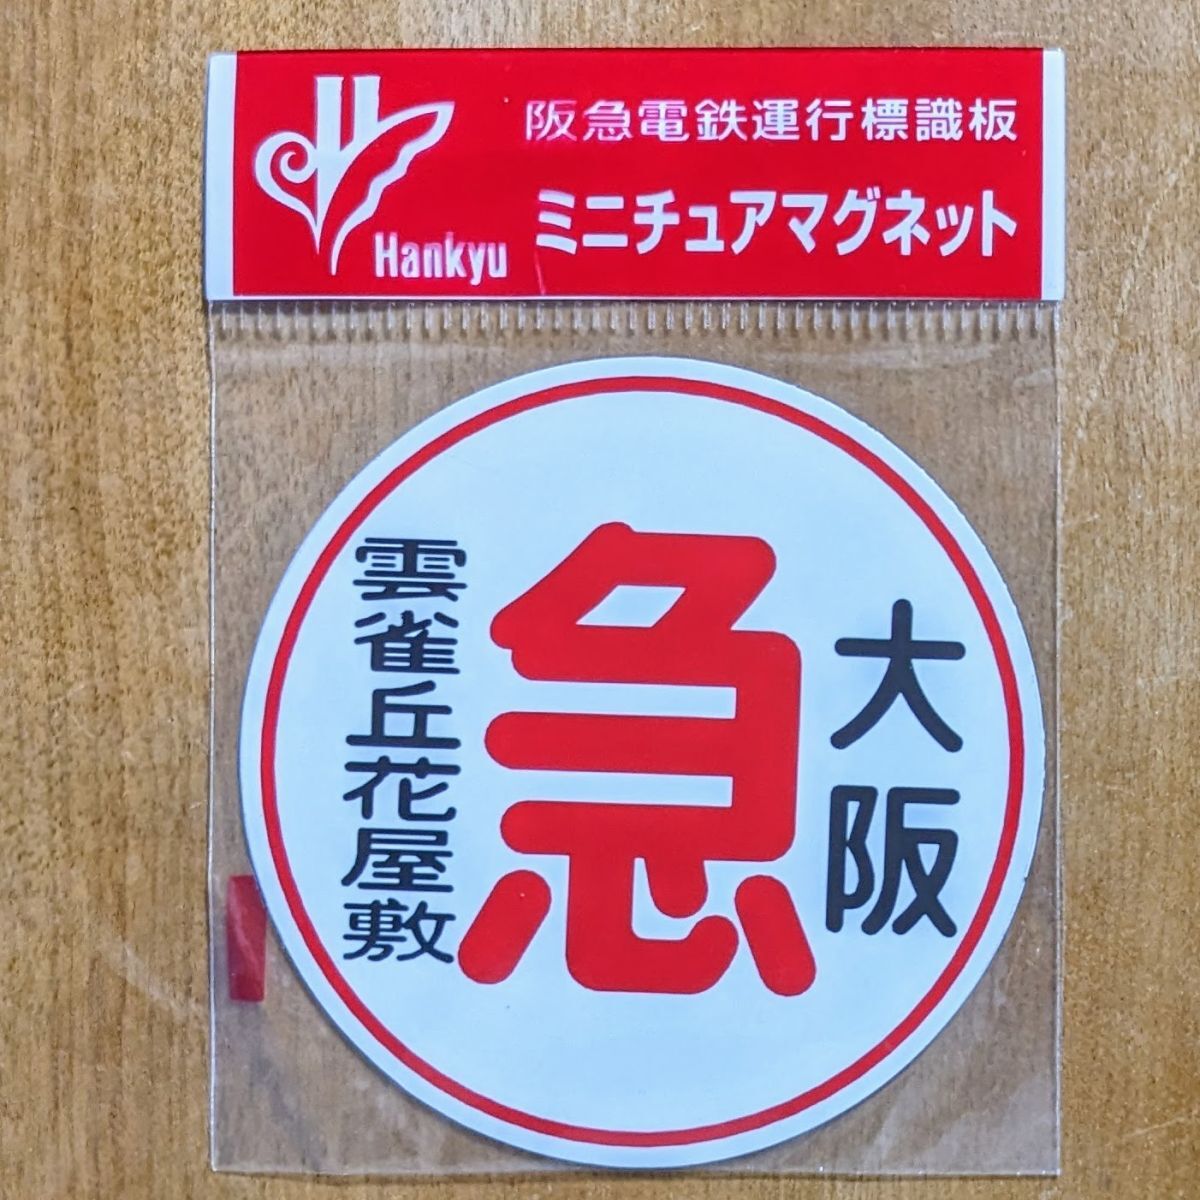 阪急電鉄運行標識板
ミニチュアマグネット
Hankyu
大阪
急
雲雀丘花屋敷